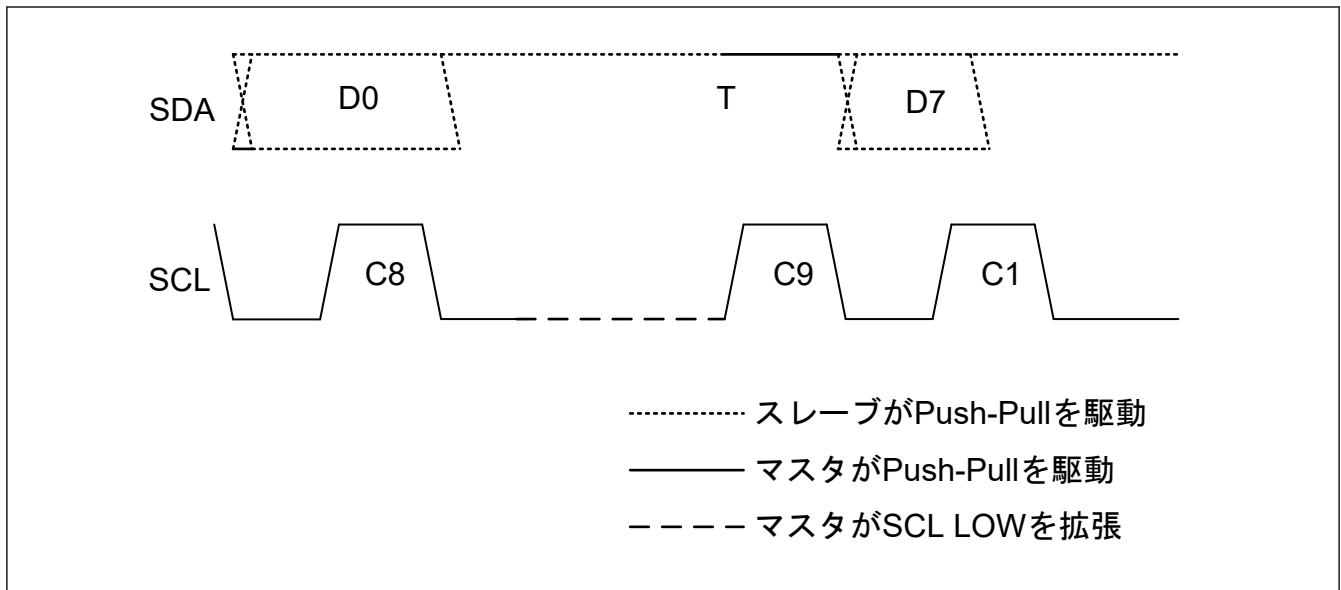 SDA D0 T D7
SCL C8 C9 C1
スレーブがPush-Pullを駆動
マスタがPush-Pullを駆動
マスタがSCL LOWを拡張